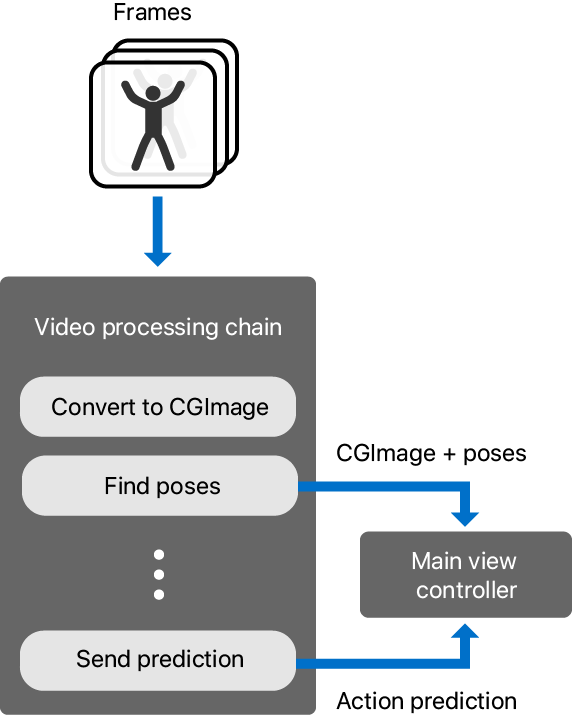 Frames
Video processing chain
Convert to CGImage
Find poses
CGImage + poses
Main view
controller
Send prediction
Action prediction